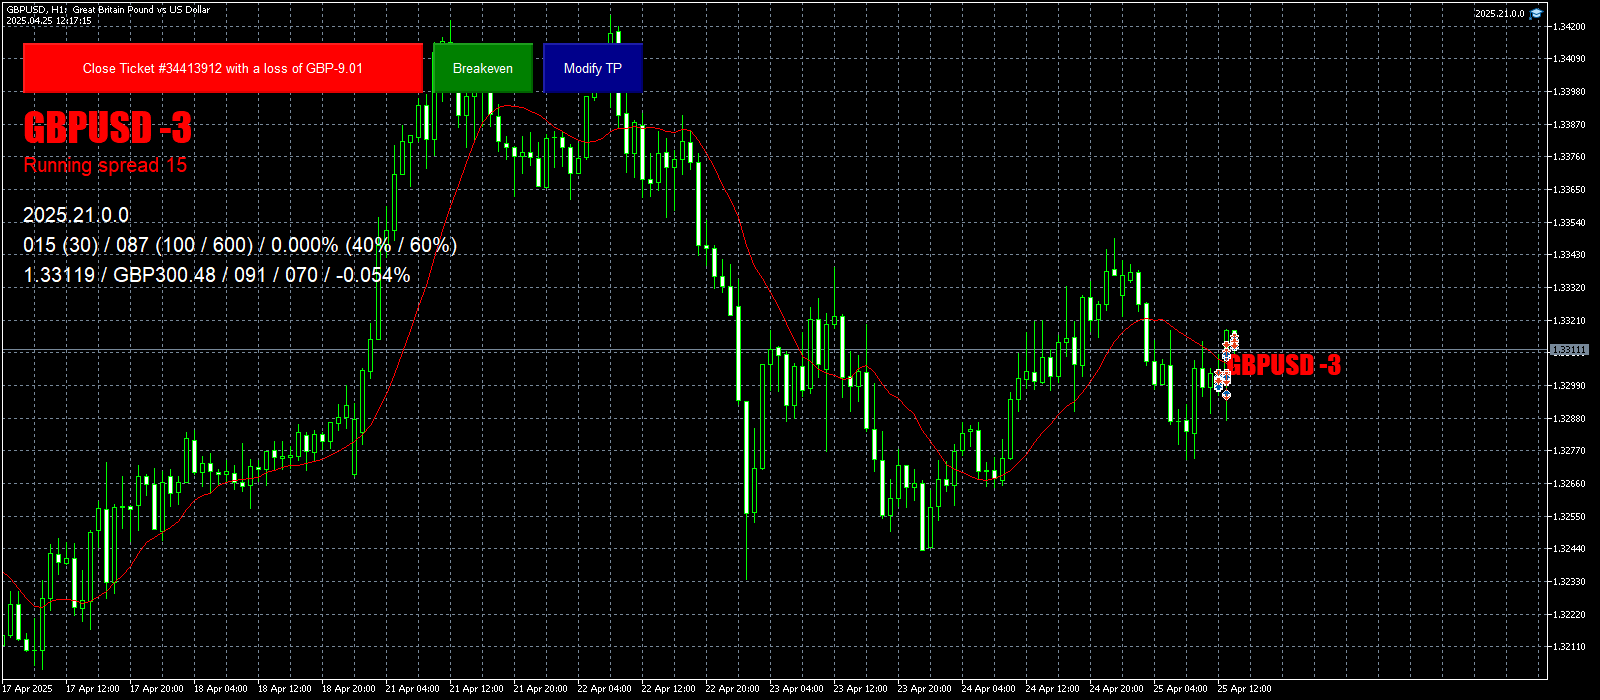 GBPUSD, H1: Great Britain Pound vs US Dollar
2025.04.25 12:17:15
2025.21.0.0
Close Ticket #34413912 with a loss of GBP-9.01
Breakeven
Modify TP
GBPUSD -3
Running spread 15
2025.21.0.0
015 (30) / 087 (100 / 600) / 0.000% (40% / 60%)
1.33119 / GBP300.48 / 091 / 070 / -0.054%
GBPUSD -3
1.34200
1.34090
1.33980
1.33870
1.33760
1.33650
1.33540
1.33430
1.33320
1.33210
1.33111
1.32990
1.32880
1.32770
1.32660
1.32550
1.32440
1.32330
1.32220
1.32110
17 Apr 2025
17 Apr 12:00
17 Apr 20:00
18 Apr 04:00
18 Apr 12:00
18 Apr 20:00
21 Apr 04:00
21 Apr 12:00
21 Apr 20:00
22 Apr 04:00
22 Apr 12:00
22 Apr 20:00
23 Apr 04:00
23 Apr 12:00
23 Apr 20:00
24 Apr 04:00
24 Apr 12:00
24 Apr 20:00
25 Apr 04:00
25 Apr 12:00